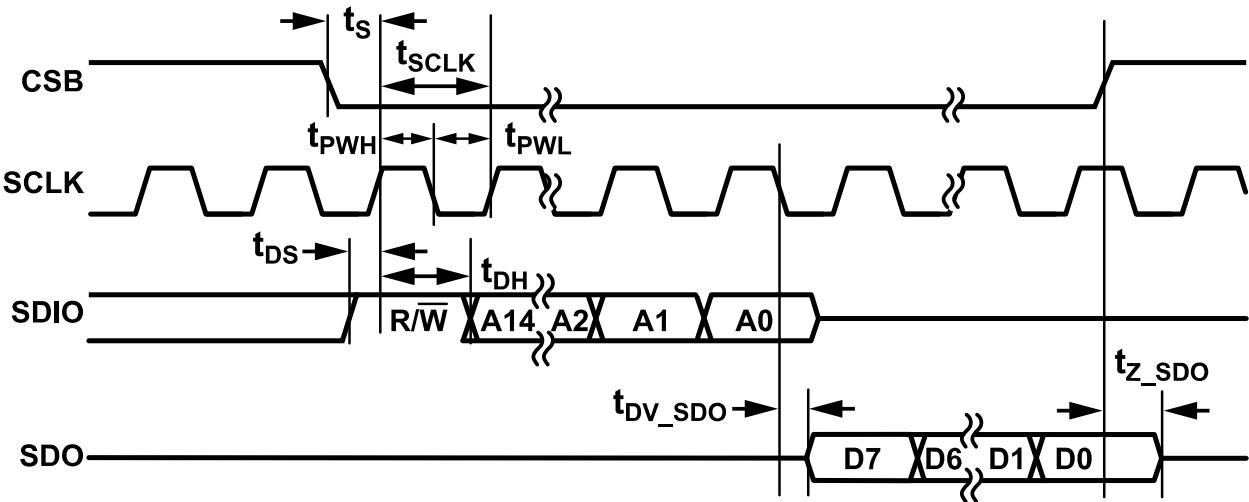 tS
tSCLK
CSB
tPWH
tPWL
SCLK
tDS
tDH
SDIO
R/W̅
A14
A2
A1
A0
tZ_SDO
tDV_SDO
SDO
D7
D6
D1
D0